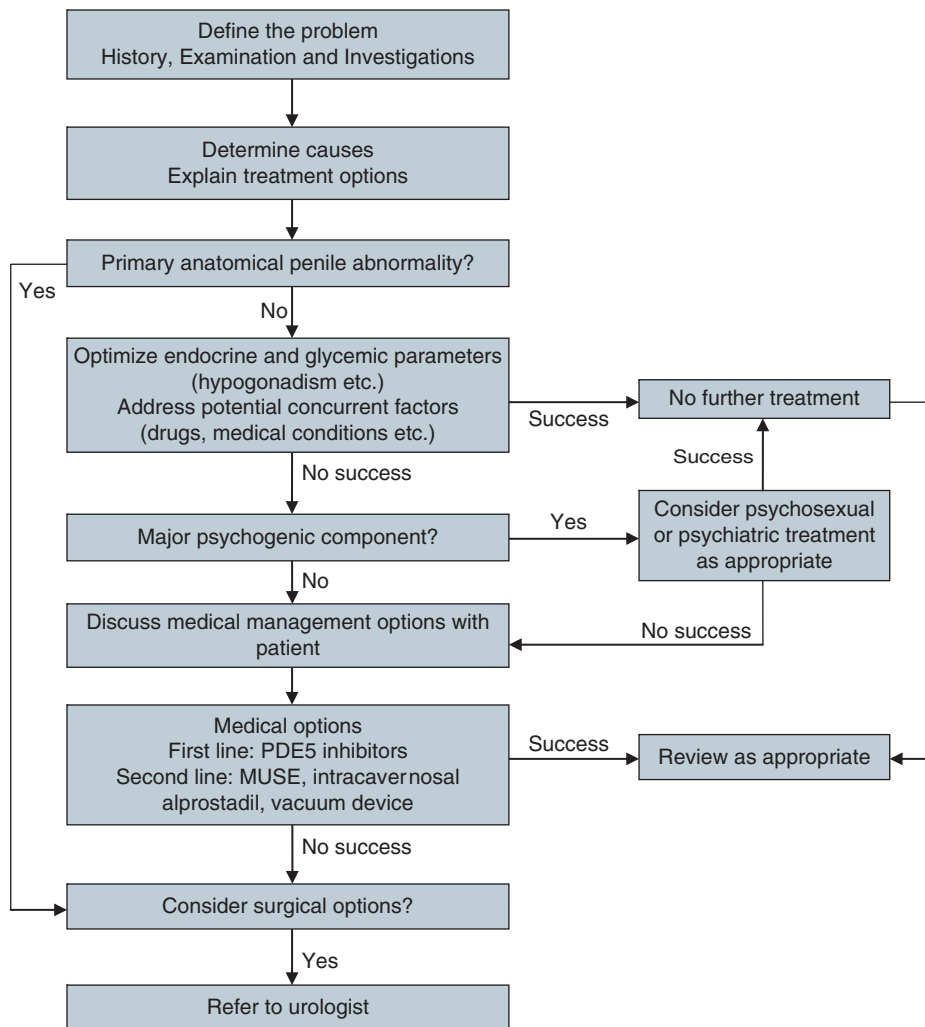 Define the problem
History, Examination and Investigations
Determine causes
Explain treatment options
Primary anatomical penile abnormality?
Yes
No
Optimize endocrine and glycemic parameters
(hypogonadism etc.)
Address potential concurrent factors
(drugs, medical conditions etc.)
Success
No further treatment
No success
Success
Major psychogenic component?
Yes
Consider psychosexual
or psychiatric treatment
as appropriate
No
No success
Discuss medical management options with
patient
Medical options
First line: PDE5 inhibitors
Second line: MUSE, intracavernosal
alprostadil, vacuum device
Success
Review as appropriate
No success
Consider surgical options?
Yes
Refer to urologist